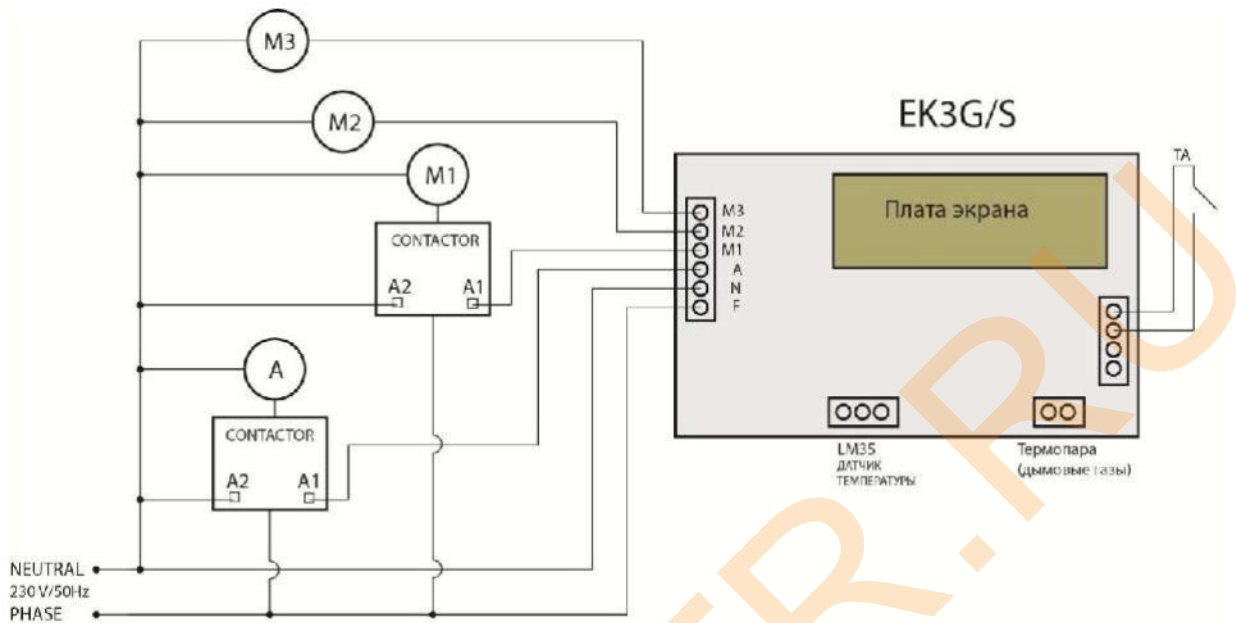 M3
EK3G/S
M2
TA
M1
Плата экрана
M3
M2
M1
A
N
F
CONTACTOR
A2
A1
A
CONTACTOR
A2
A1
LM35
ДАТЧИК
ТЕМПЕРАТУРЫ
Термопара
(дымовые газы)
NEUTRAL
230 V/50Hz
PHASE
R.RU